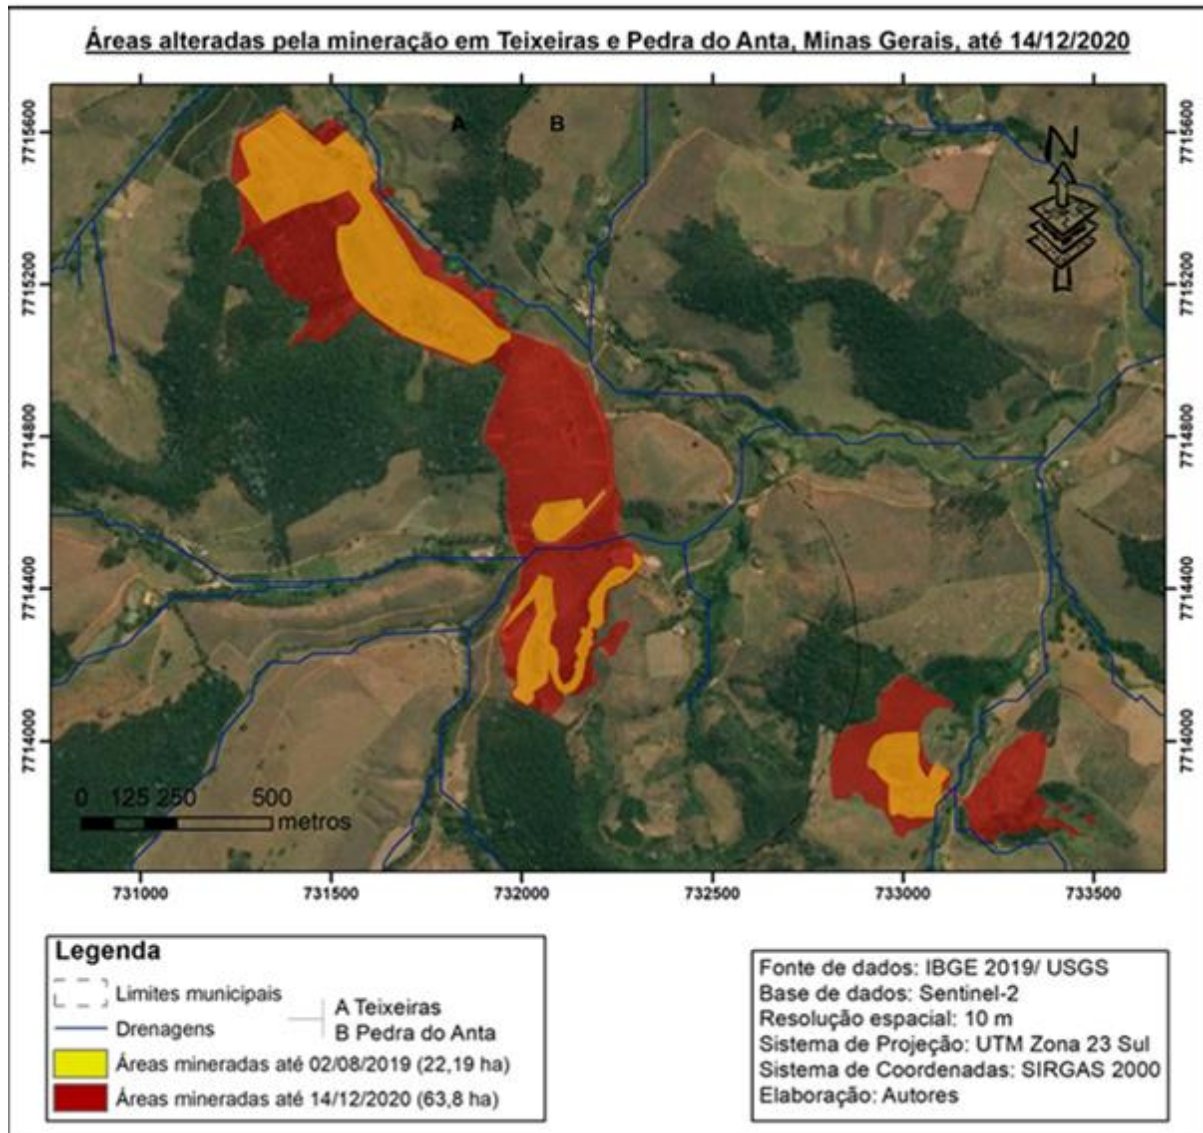 Áreas alteradas pela mineração em Teixeiras e Pedra do Anta, Minas Gerais, até 14/12/2020
A B
N
7715600 7715600
7715200 7715200
7714800 7714800
7714400 7714400
7714000 7714000
0 125 250 500
metros
731000 731500 732000 732500 733000 733500
Legenda
Limites municipais
Drenagens
A Teixeiras
B Pedra do Anta
Áreas mineradas até 02/08/2019 (22,19 ha)
Áreas mineradas até 14/12/2020 (63,8 ha)
Fonte de dados: IBGE 2019/ USGS
Base de dados: Sentinel-2
Resolução espacial: 10 m
Sistema de Projeção: UTM Zona 23 Sul
Sistema de Coordenadas: SIRGAS 2000
Elaboração: Autores